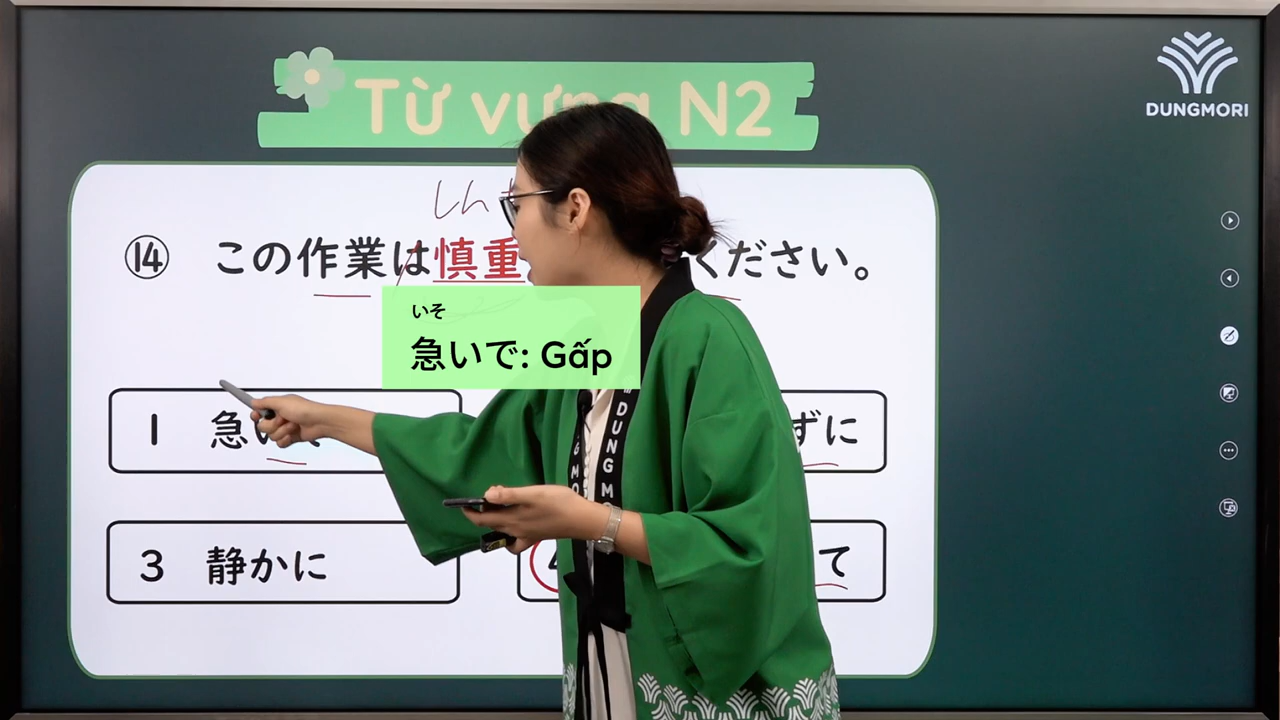 Từ vựng N2
DUNGMORI
しん
⑭ この作業は慎重 ください。
いそ
急いで: Gấp
1 急いで ずに
3 静かに て
DUNG M